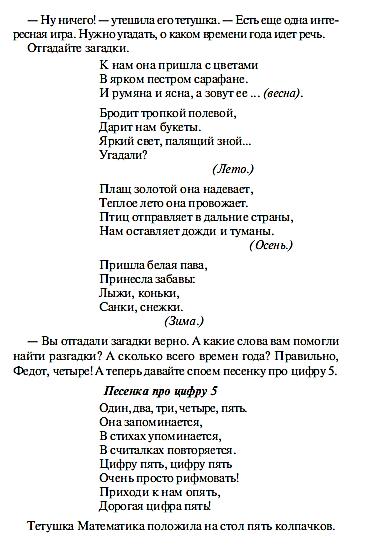 — Ну ничего! — утешила его тетушка. — Есть еще одна инте-
ресная игра. Нужно угадать, о каком времени года идет речь.
Отгадайте загадки.
К нам она пришла с цветами
В ярком пестром сарафане.
И румяна и ясна, а зовут ее ... (весна).
Бродит тропкой полевой,
Дарит нам букеты.
Яркий свет, палящий зной...
Угадали?
(Лето.)
Плащ золотой она надевает,
Теплое лето она провожает.
Птиц отправляет в дальние страны,
Нам оставляет дожди и туманы.
(Осень.)
Пришла белая пава,
Принесла забавы:
Лыжи, коньки,
Санки, снежки.
(Зима.)
— Вы отгадали загадки верно. А какие слова вам помогли
найти разгадки? А сколько всего времен года? Правильно,
Федот, четыре! А теперь давайте споем песенку про цифру 5.
Песенка про цифру 5
Один, два, три, четыре, пять.
Она запоминается,
В стихах упоминается,
В считалках повторяется.
Цифру пять, цифру пять
Очень просто рифмовать!
Приходи к нам опять,
Дорогая цифра пять!
Тетушка Математика положила на стол пять колпачков.